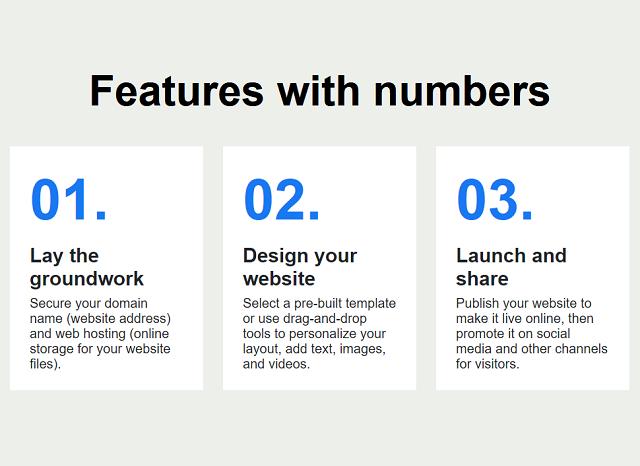 Features with numbers
01.
Lay the
groundwork
Secure your domain
name (website address)
and web hosting (online
storage for your website
files).
02.
Design your
website
Select a pre-built template
or use drag-and-drop
tools to personalize your
layout, add text, images,
and videos.
03.
Launch and
share
Publish your website to
make it live online, then
promote it on social
media and other channels
for visitors.